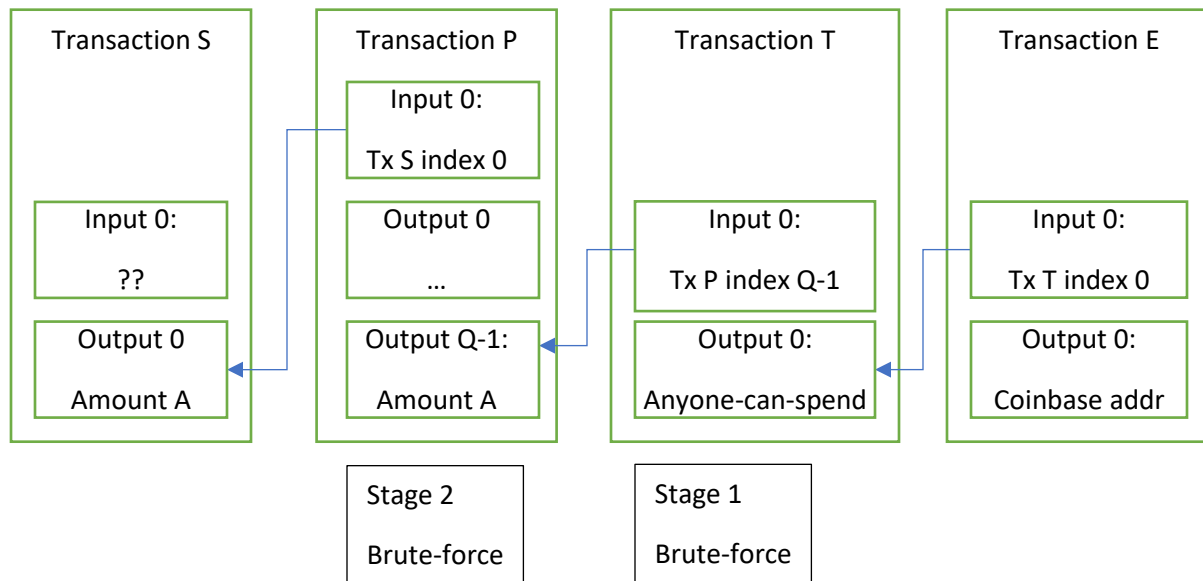 Transaction S
Input 0:
??
Output 0
Amount A
Transaction P
Input 0:
Tx S index 0
Output 0
...
Output Q-1:
Amount A
Transaction T
Input 0:
Tx P index Q-1
Output 0:
Anyone-can-spend
Transaction E
Input 0:
Tx T index 0
Output 0:
Coinbase addr
Stage 2
Brute-force
Stage 1
Brute-force